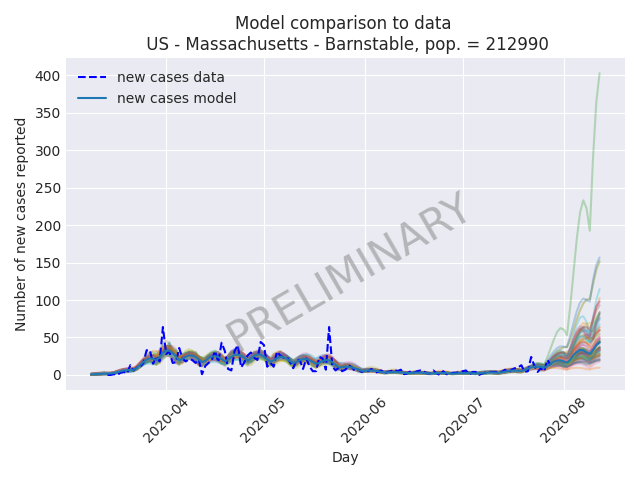 Model comparison to data
US - Massachusetts - Barnstable, pop. = 212990
new cases data
new cases model
Number of new cases reported
400
350
300
250
200
150
100
50
0
PRELIMINARY
2020-04
2020-05
2020-06
2020-07
2020-08
Day